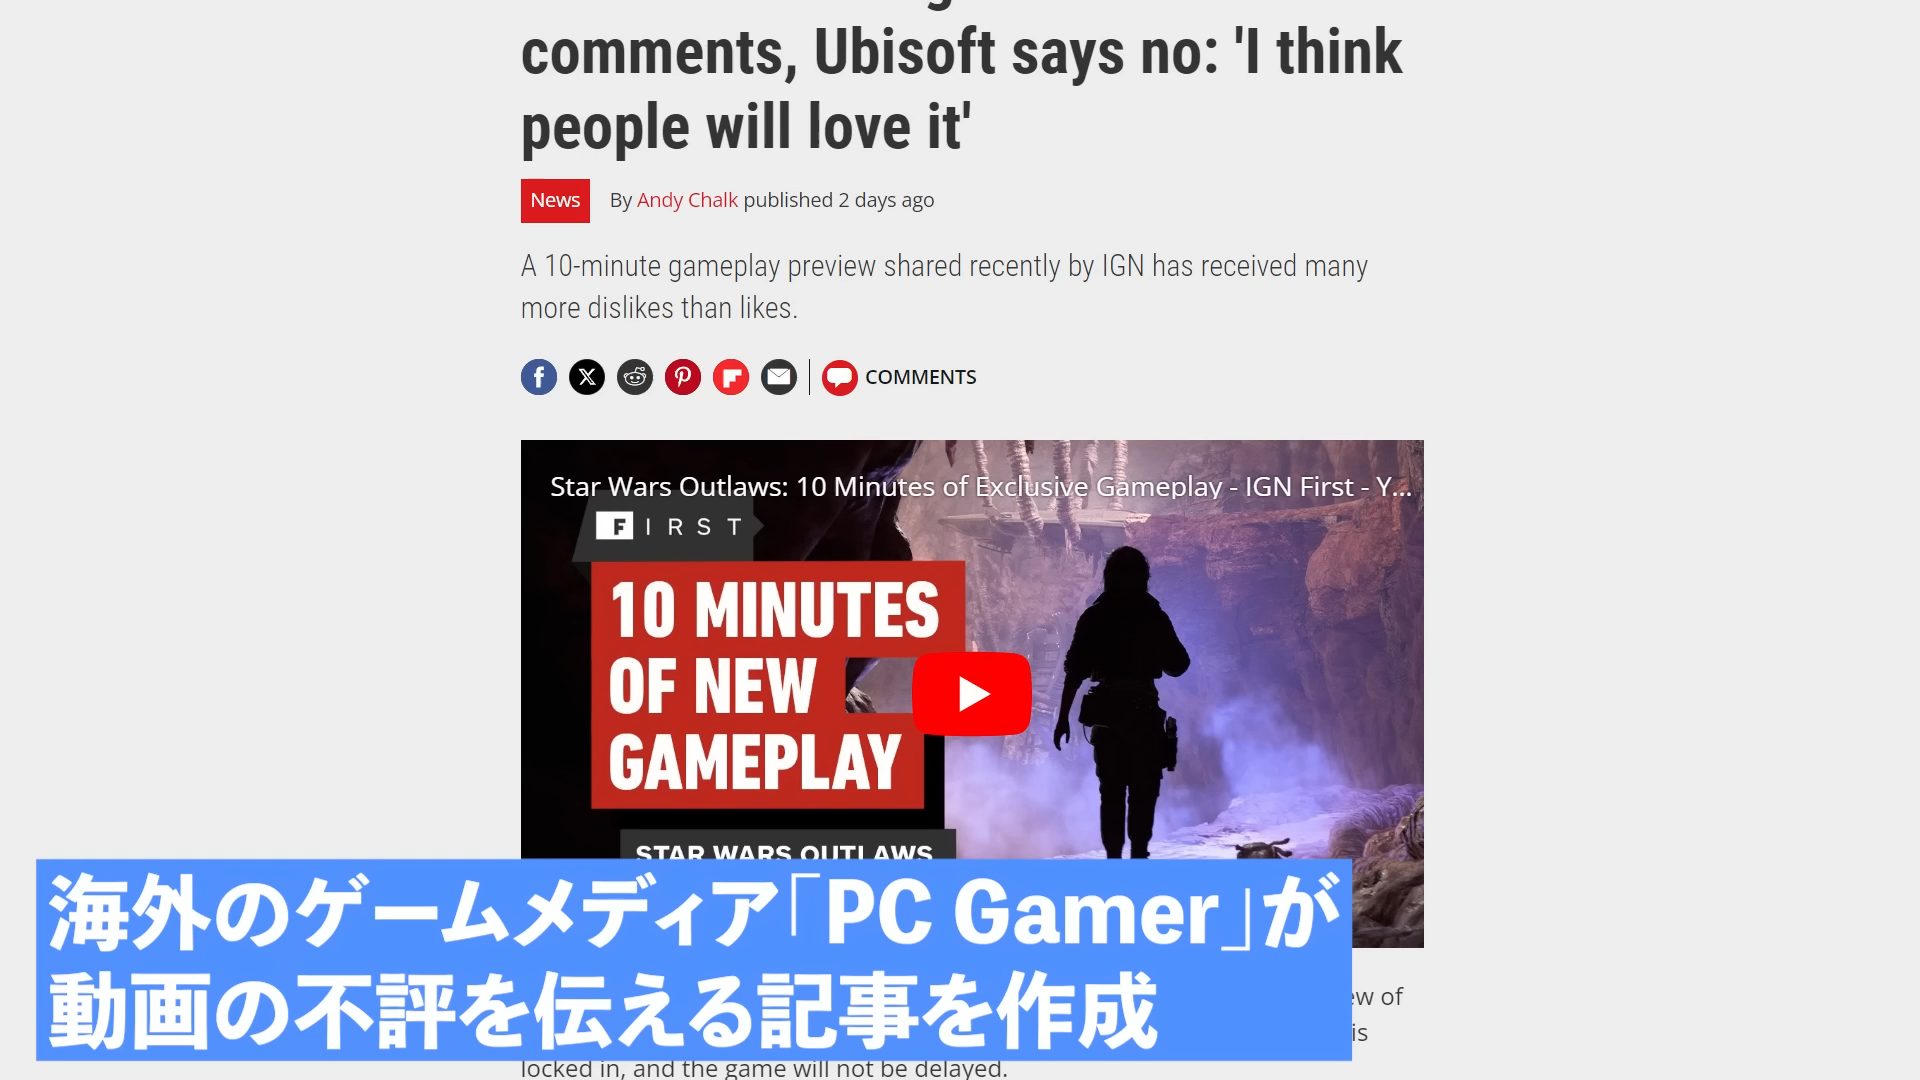 comments, Ubisoft says no: 'I think
people will love it'
News By Andy Chalk published 2 days ago
A 10-minute gameplay preview shared recently by IGN has received many
more dislikes than likes.
COMMENTS
Star Wars Outlaws: 10 Minutes of Exclusive Gameplay - IGN First - Y...
FIRST
10 MINUTES
OF NEW
GAMEPLAY
STAR WARS OUTLAWS
海外のゲームメディア「PC Gamer」が
動画の不評を伝える記事を作成
of
is
locked in, and the game will not be delayed.